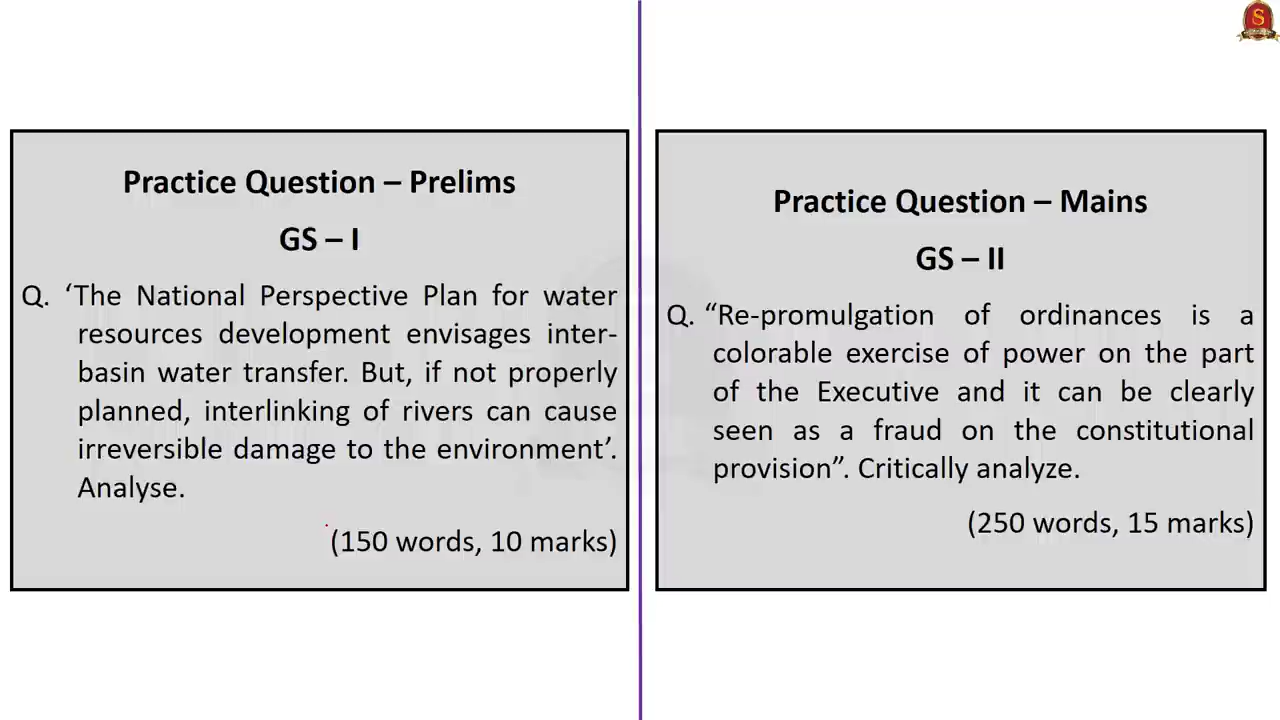 Practice Question – Prelims
GS – I
Q. ‘The National Perspective Plan for water
resources development envisages inter-
basin water transfer. But, if not properly
planned, interlinking of rivers can cause
irreversible damage to the environment’.
Analyse.
(150 words, 10 marks)
Practice Question – Mains
GS – II
Q. “Re-promulgation of ordinances is a
colorable exercise of power on the part
of the Executive and it can be clearly
seen as a fraud on the constitutional
provision”. Critically analyze.
(250 words, 15 marks)
S